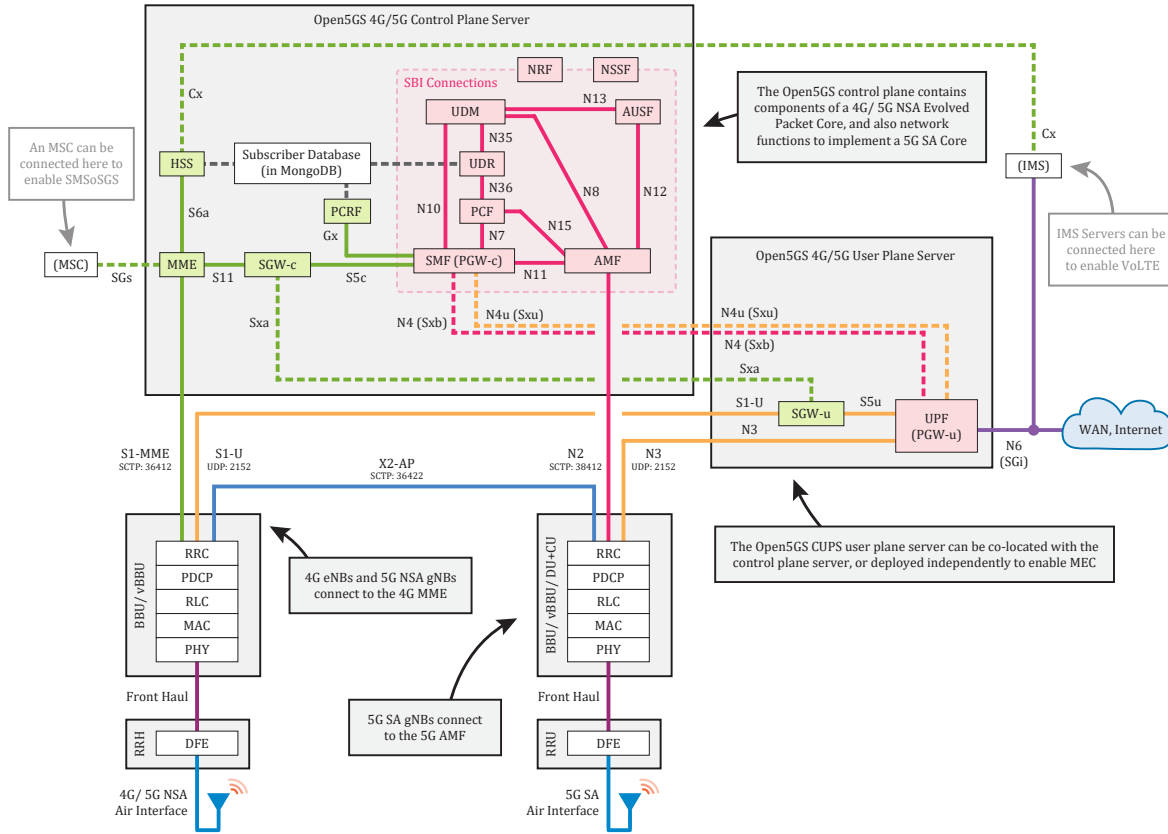 Open5GS 4G/5G Control Plane Server
NRF
NSSF
SBI Connections
Cx
N13
UDM
AUSF
The Open5GS control plane contains
components of a 4G/ 5G NSA Evolved
Packet Core, and also network
functions to implement a 5G SA Core
Cx
An MSC can be
connected here to
enable SMSoSGS
N35
HSS
Subscriber Database
(in MongoDB)
UDR
(IMS)
N36
N8
N12
S6a
PCRF
N10
PCF
N15
Gx
N7
IMS Servers can be
connected here
to enable VoLTE
Open5GS 4G/5G User Plane Server
(MSC)
SGs
MME
S11
SGW-c
S5c
SMF (PGW-c)
N11
AMF
Sxa
N4u (Sxu)
N4 (Sxb)
N4u (Sxu)
N4 (Sxb)
Sxa
S1-U
SGW-u
S5u
UPF
(PGW-u)
N3
WAN, Internet
N6
(SGi)
S1-MME
SCTP: 36412
S1-U
UDP: 2152
X2-AP
SCTP: 36422
N2
SCTP: 38412
N3
UDP: 2152
BBU/ vBBU
RRC
PDCP
RLC
MAC
PHY
4G eNBs and 5G NSA gNBs
connect to the 4G MME
BBU/ vBBU/ DU+CU
RRC
PDCP
RLC
MAC
PHY
The Open5GS CUPS user plane server can be co-located with the
control plane server, or deployed independently to enable MEC
Front Haul
5G SA gNBs connect
to the 5G AMF
Front Haul
RRH
DFE
RRU
DFE
4G/ 5G NSA
Air Interface
5G SA
Air Interface